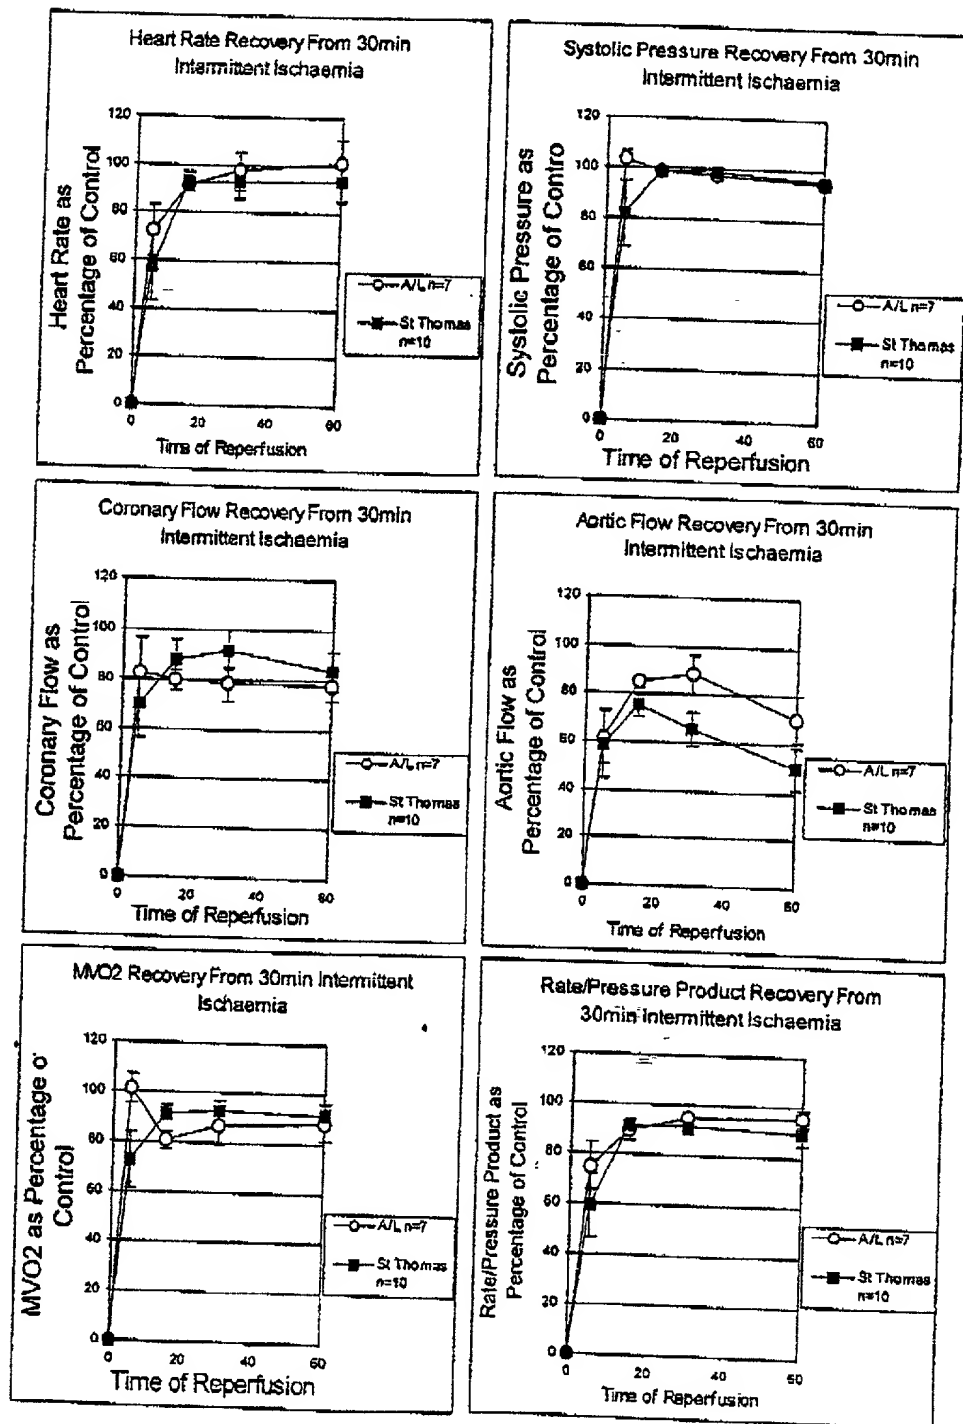 Heart Rate Recovery From 30min
Intermittent Ischaemia
Heart Rate as
Percentage of Control
120
100
80
60
40
20
0
0
20
40
60
Time of Reperfusion
A/L n=7
St Thomas
n=10
Systolic Pressure Recovery From 30min
Intermittent Ischaemia
Systolic Pressure as
Percentage of Contro
120
100
80
60
40
20
0
0
20
40
60
Time of Reperfusion
A/L n=7
St Thomas
n=10
Coronary Flow Recovery From 30min
Intermittent Ischaemia
Coronary Flow as
Percentage of Control
120
100
80
60
40
20
0
0
20
40
60
Time of Reperfusion
A/L n=7
St Thomas
n=10
Aortic Flow Recovery From 30min
Intermittent Ischaemia
Aortic Flow as
Percentage of Control
120
100
80
60
40
20
0
0
20
40
60
Time of Reperfusion
A/L n=7
St Thomas
n=10
MVO2 Recovery From 30min Intermittent
Ischaemia
MVO2 as Percentage o
Control
120
100
80
60
40
20
0
0
20
40
60
Time of Reperfusion
A/L n=7
St Thomas
n=10
Rate/Pressure Product Recovery From
30min Intermittent Ischaemia
Rate/Pressure Product as
Percentage of Control
120
100
80
60
40
20
0
0
20
40
60
Time of Reperfusion
A/L n=7
St Thomas
n=10